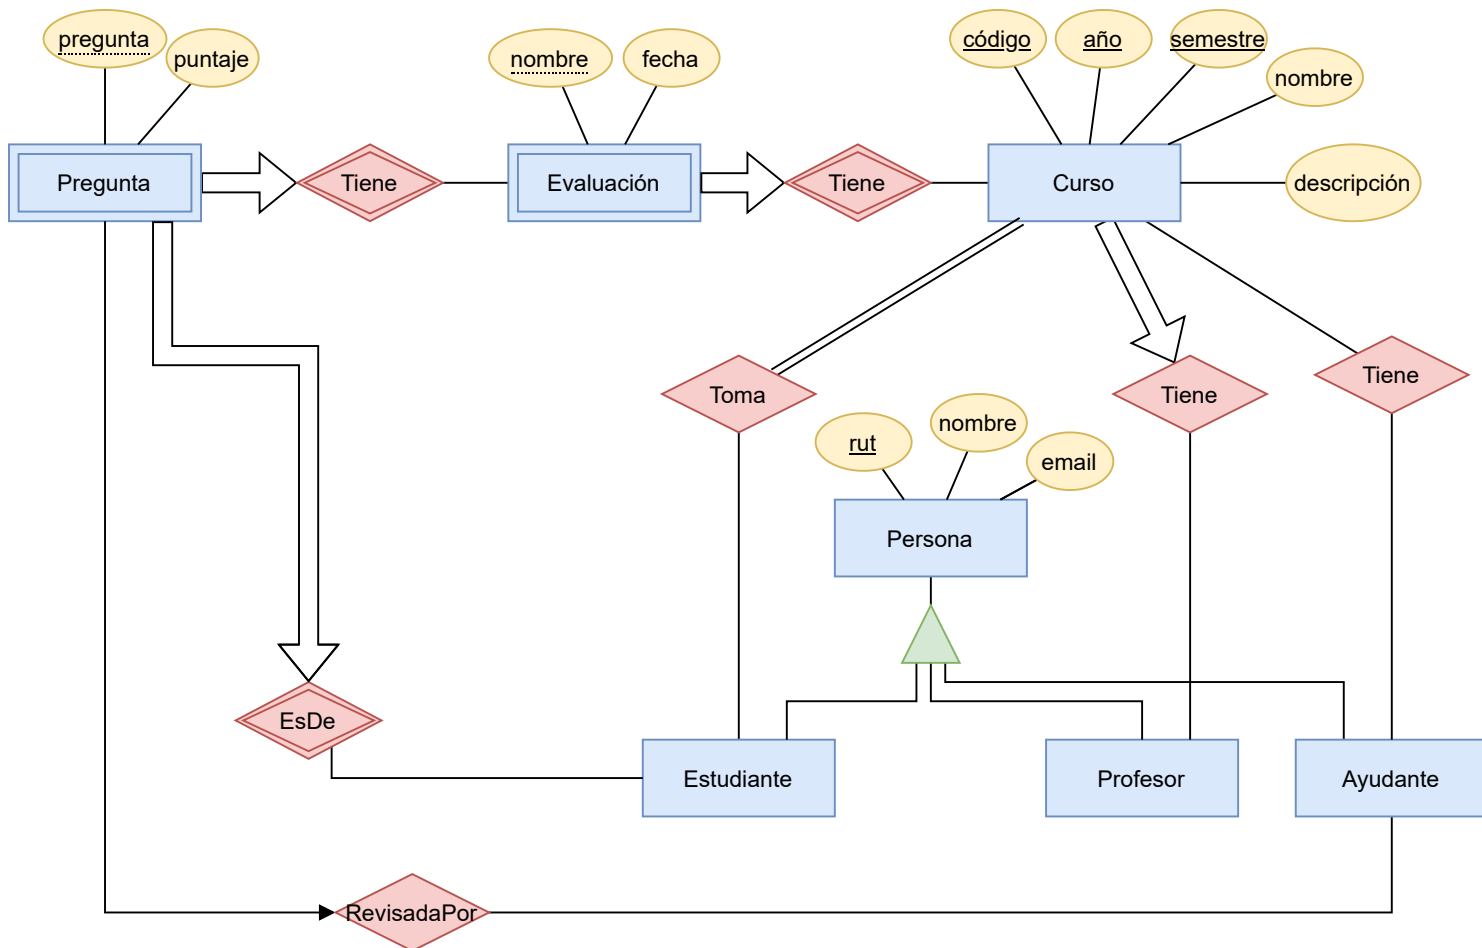 pregunta
puntaje
nombre
fecha
código
año
semestre
nombre
Pregunta
Tiene
Evaluación
Tiene
Curso
descripción
Toma
Tiene
Tiene
rut
nombre
email
Persona
EsDe
Estudiante
Profesor
Ayudante
RevisadaPor